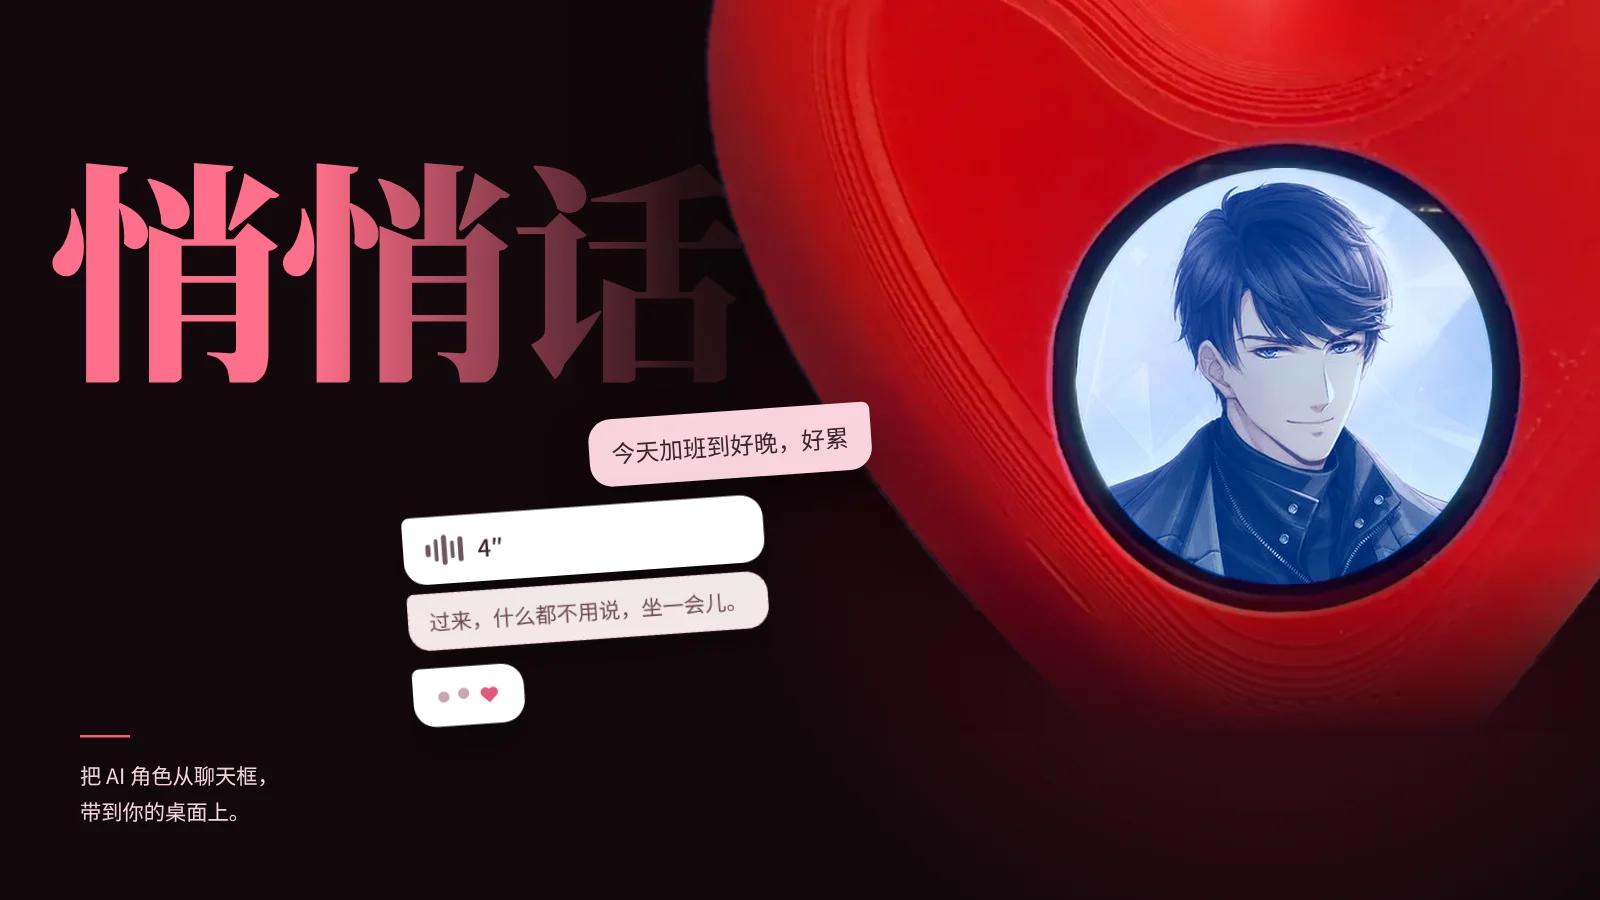 悄悄话
今天加班到好晚，好累
4″
过来，什么都不用说，坐一会儿。
把 AI 角色从聊天框，
带到你的桌面上。